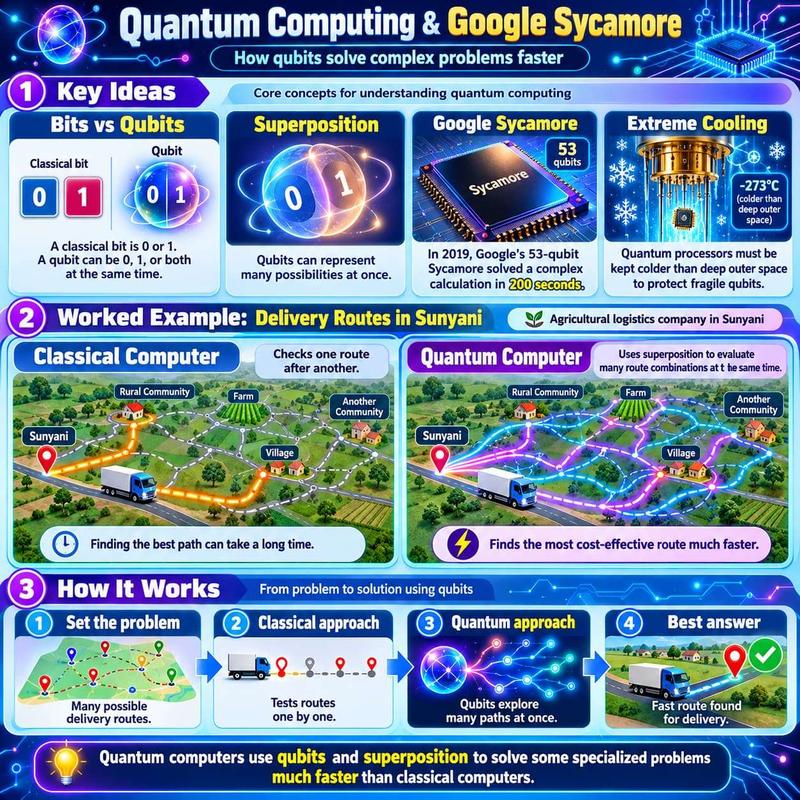 Quantum Computing & Google Sycamore
How qubits solve complex problems faster
1 Key Ideas
Core concepts for understanding quantum computing
Bits vs Qubits
Classical bit
Qubit
0 1
0 1
A classical bit is 0 or 1.
A qubit can be 0, 1, or both
at the same time.
Superposition
0 1
Qubits can represent
many possibilities at once.
Google Sycamore
53
qubits
Sycamore
In 2019, Google's 53-qubit
Sycamore solved a complex
calculation in 200 seconds.
Extreme Cooling
-273°C
(colder than
deep outer
space)
Quantum processors must be
kept colder than deep outer space
to protect fragile qubits.
2 Worked Example: Delivery Routes in Sunyani
Agricultural logistics company in Sunyani
Classical Computer
Checks one route
after another.
Rural Community
Farm
Another
Community
Sunyani
Village
Finding the best path can take a long time.
Quantum Computer
Uses superposition to evaluate
many route combinations at t he same time.
Rural Community
Farm
Another
Community
Sunyani
Village
Finds the most cost-effective route much faster.
3 How It Works
From problem to solution using qubits
1 Set the problem
Many possible
delivery routes.
2 Classical approach
Tests routes
one by one.
3 Quantum approach
Qubits explore
many paths at once.
4 Best answer
Fast route found
for delivery.
Quantum computers use qubits and superposition to solve some specialized problems
much faster than classical computers.